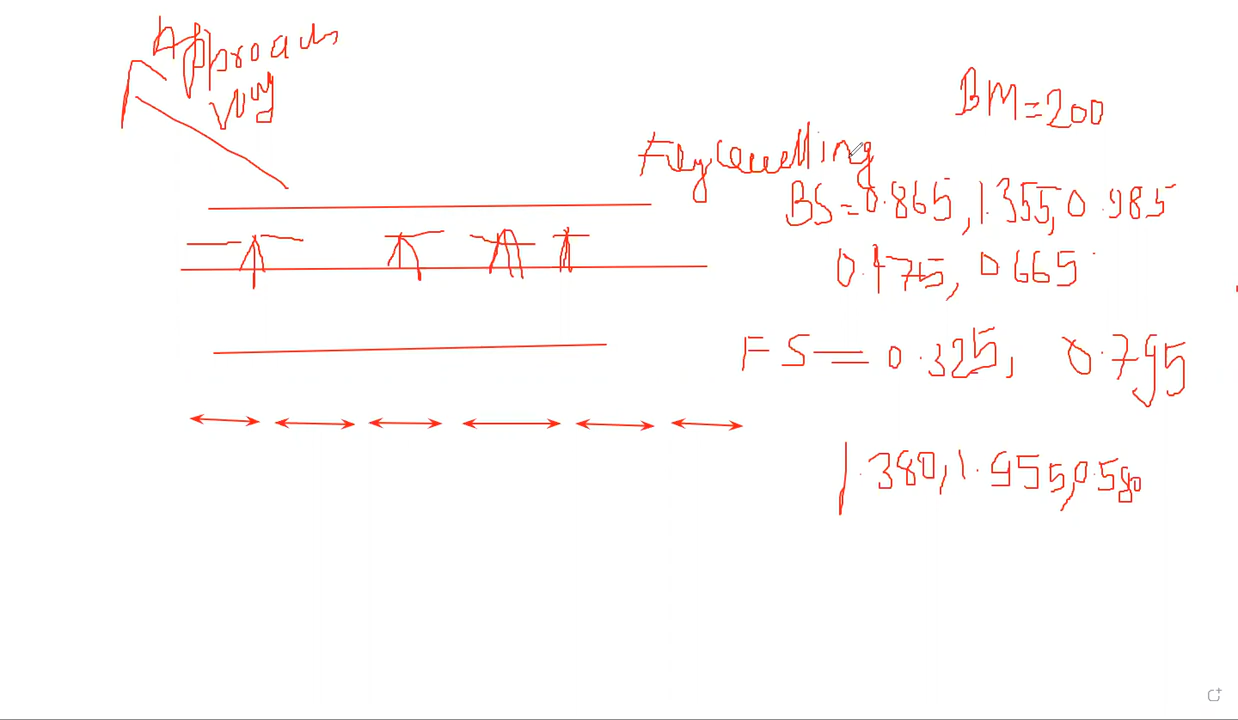 Approach
way
BM=200
Fly levelling
BS=0.865, 1.355, 0.985
0.175, 0.665
FS = 0.325, 0.795
1.380, 1.955, 0.580